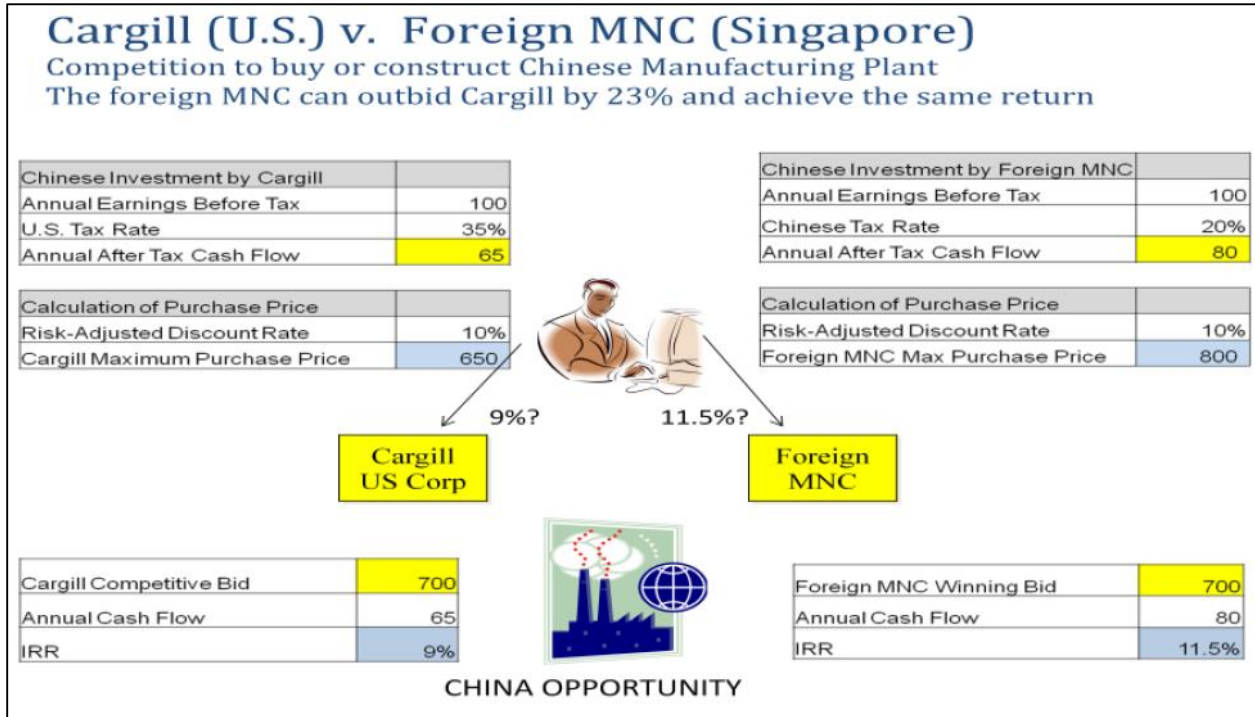 Cargill (U.S.) v. Foreign MNC (Singapore)
Competition to buy or construct Chinese Manufacturing Plant
The foreign MNC can outbid Cargill by 23% and achieve the same return
Chinese Investment by Cargill
Annual Earnings Before Tax 100
U.S. Tax Rate 35%
Annual After Tax Cash Flow 65
Chinese Investment by Foreign MNC
Annual Earnings Before Tax 100
Chinese Tax Rate 20%
Annual After Tax Cash Flow 80
Calculation of Purchase Price
Risk-Adjusted Discount Rate 10%
Cargill Maximum Purchase Price 650
Calculation of Purchase Price
Risk-Adjusted Discount Rate 10%
Foreign MNC Max Purchase Price 800
9%?
11.5%?
Cargill
US Corp
Foreign
MNC
Cargill Competitive Bid 700
Annual Cash Flow 65
IRR 9%
Foreign MNC Winning Bid 700
Annual Cash Flow 80
IRR 11.5%
CHINA OPPORTUNITY